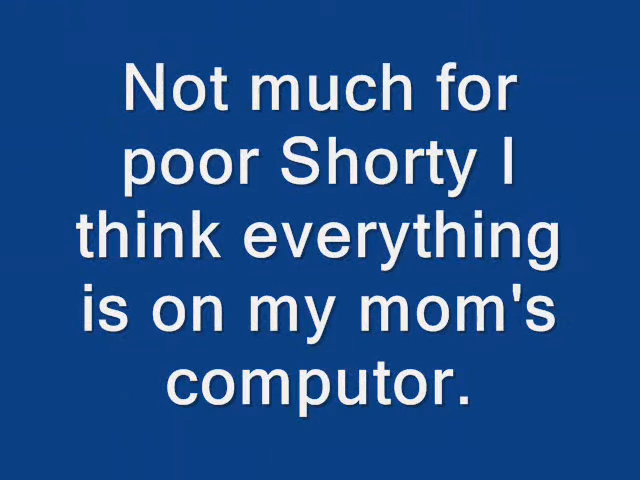 Not much for
poor Shorty I
think everything
is on my mom's
computor.